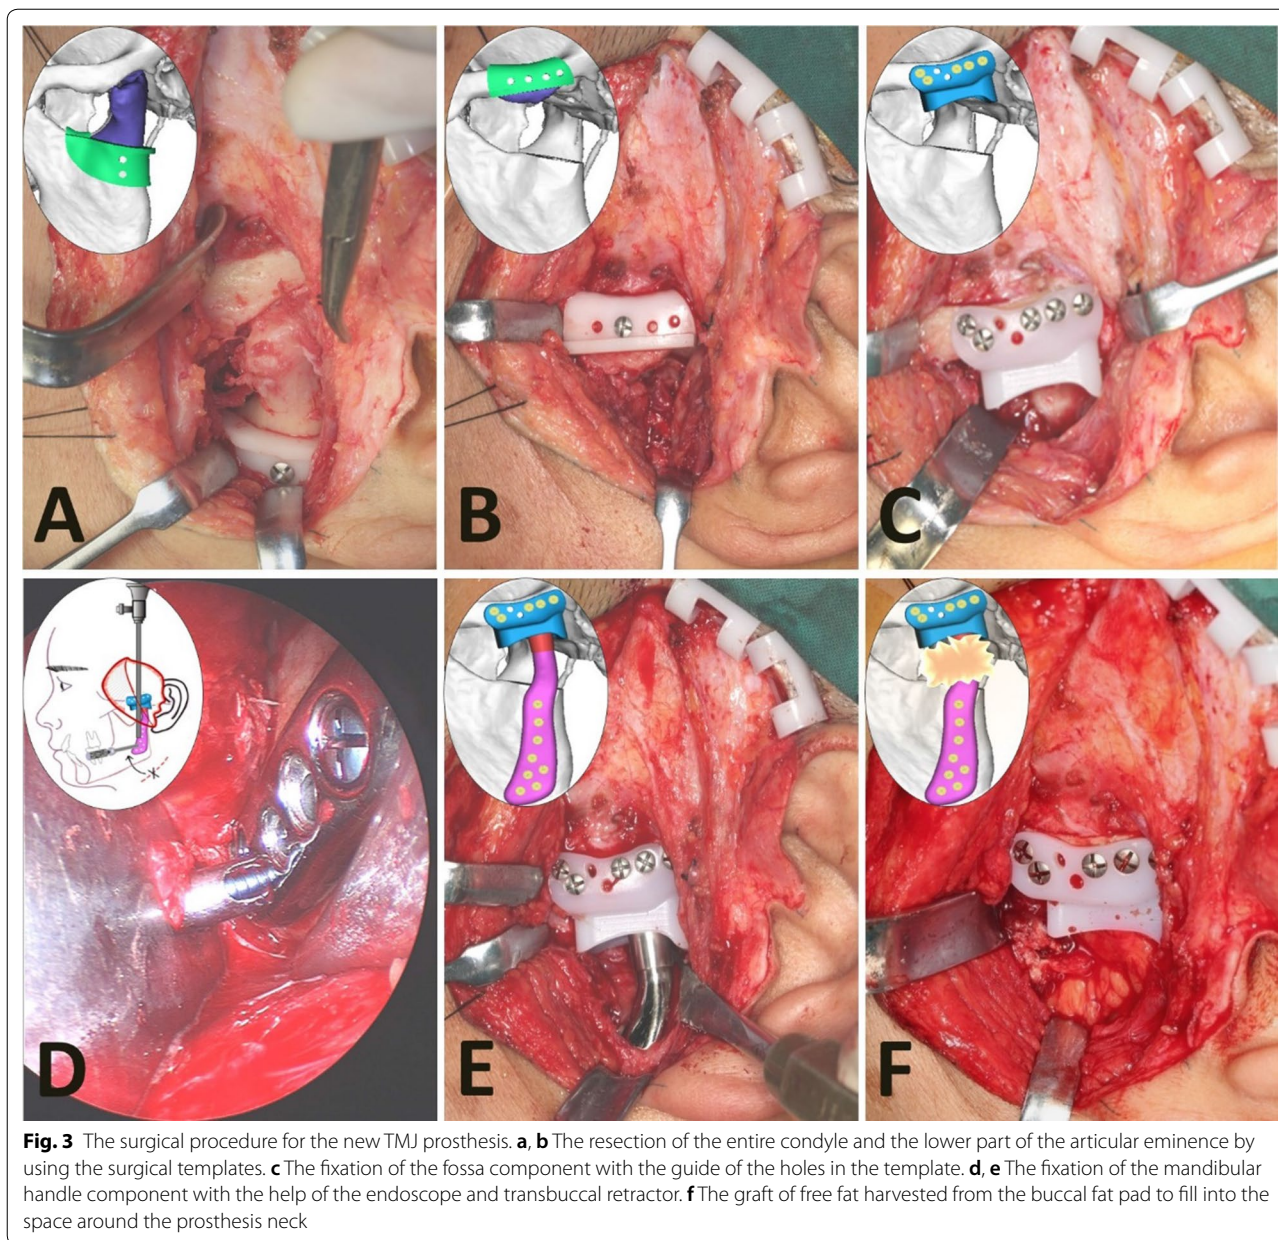 A
B
C
D
E
F
Fig. 3 The surgical procedure for the new TMJ prosthesis. a, b The resection of the entire condyle and the lower part of the articular eminence by
using the surgical templates. c The fixation of the fossa component with the guide of the holes in the template. d, e The fixation of the mandibular
handle component with the help of the endoscope and transbuccal retractor. f The graft of free fat harvested from the buccal fat pad to fill into the
space around the prosthesis neck